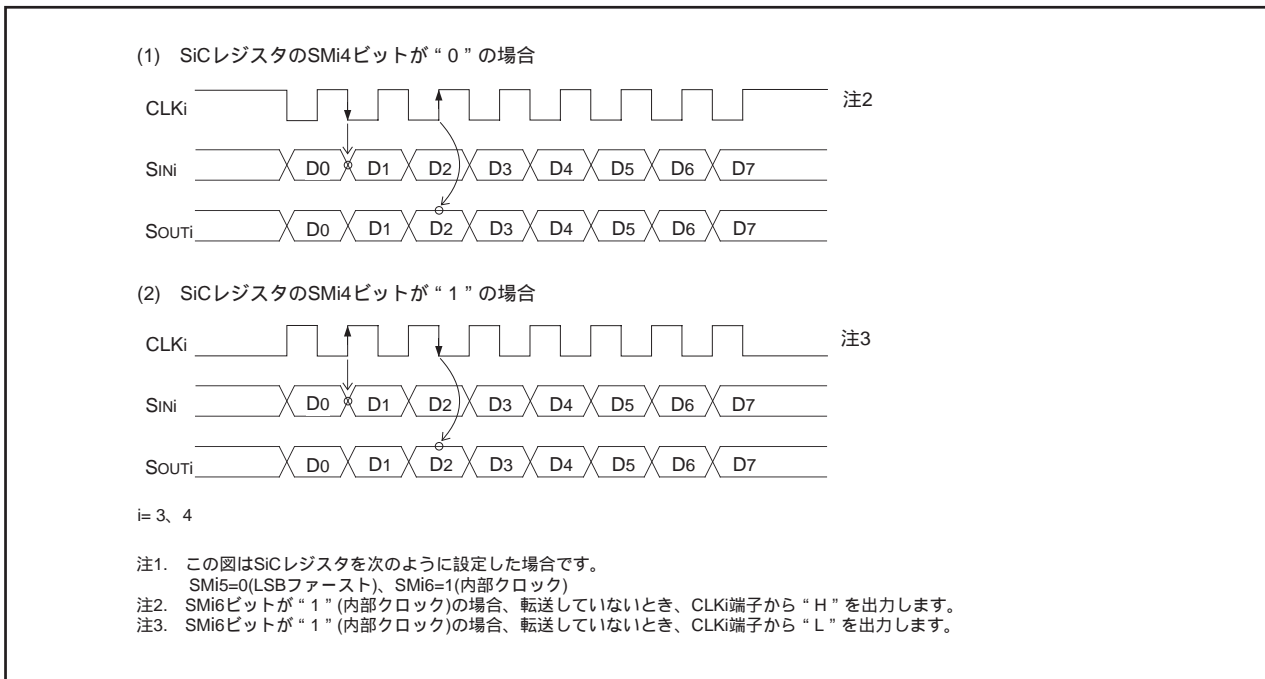 (1) SiCレジスタのSMi4ビットが“0”の場合
CLKi
注2
SINi D0 D1 D2 D3 D4 D5 D6 D7
SOUTi D0 D1 D2 D3 D4 D5 D6 D7
(2) SiCレジスタのSMi4ビットが“1”の場合
CLKi
注3
SINi D0 D1 D2 D3 D4 D5 D6 D7
SOUTi D0 D1 D2 D3 D4 D5 D6 D7
i= 3、4
注1. この図はSiCレジスタを次のように設定した場合です。
SMi5=0(LSBファースト)、SMi6=1(内部クロック)
注2. SMi6ビットが“1”(内部クロック)の場合、転送していないとき、CLKi端子から“H”を出力します。
注3. SMi6ビットが“1”(内部クロック)の場合、転送していないとき、CLKi端子から“L”を出力します。